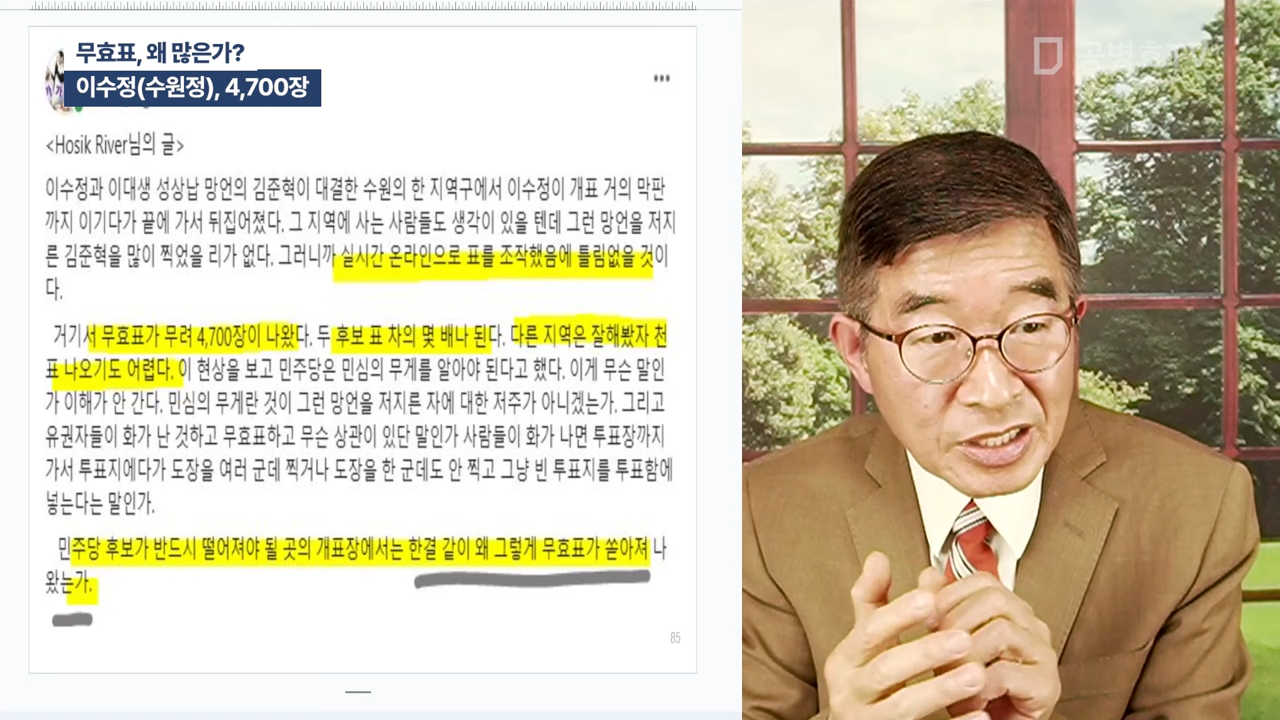 무효표, 왜 많은가?
이수정(수원정), 4,700장
<Hosik River님의 글>
이수정과 이대생 성상납 망언의 김준혁이 대결한 수원의 한 지역구에서 이수정이 개표 거의 막판
까지 이기다가 끝에 가서 뒤집어졌다. 그 지역에 사는 사람들도 생각이 있을 텐데 그런 망언을 저지
른 김준혁을 많이 찍었을 리가 없다. 그러니까 실시간 온라인으로 표를 조작했음에 틀림없을 것이
다.
거기서 무효표가 무려 4,700장이 나왔다. 두 후보 표 차의 몇 배나 된다. 다른 지역은 잘해봤자 천
표 나오기도 어렵다. 이 현상을 보고 민주당은 민심의 무게를 알아야 된다고 했다. 이게 무슨 말인
가 이해가 안 간다. 민심의 무게란 것이 그런 망언을 저지른 자에 대한 저주가 아니겠는가. 그리고
유권자들이 화가 난 것하고 무효표하고 무슨 상관이 있단 말인가 사람들이 화가 나면 투표장까지
가서 투표지에다가 도장을 여러 군데 찍거나 도장을 한 군데도 안 찍고 그냥 빈 투표지를 투표함에
넣는다는 말인가.
민주당 후보가 반드시 떨어져야 될 곳의 개표장에서는 한결 같이 왜 그렇게 무효표가 쏟아져 나
왔는가.
85
공병호TV